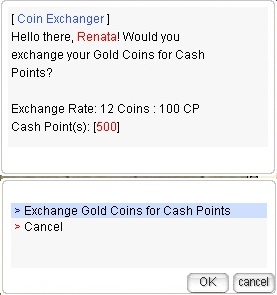 [ Coin Exchanger ]
Hello there, Renata! Would you
exchange your Gold Coins for Cash
Points?
Exchange Rate: 12 Coins : 100 CP
Cash Point(s): [500]
> Exchange Gold Coins for Cash Points
> Cancel
OK cancel